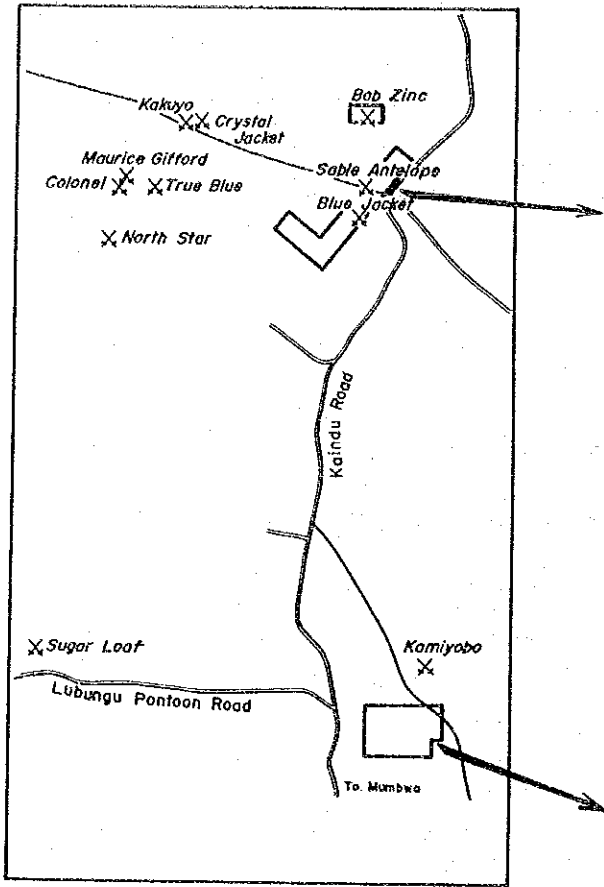 Bob Zinc
Kakuyo
Crystal
Jacket
Maurice Gifford
Sable Antelope
Colonel
True Blue
Blue Jacket
North Star
Kaindu Road
Sugar Loaf
Kamiyobo
Lubungu Pontoon Road
To. Mumbwa